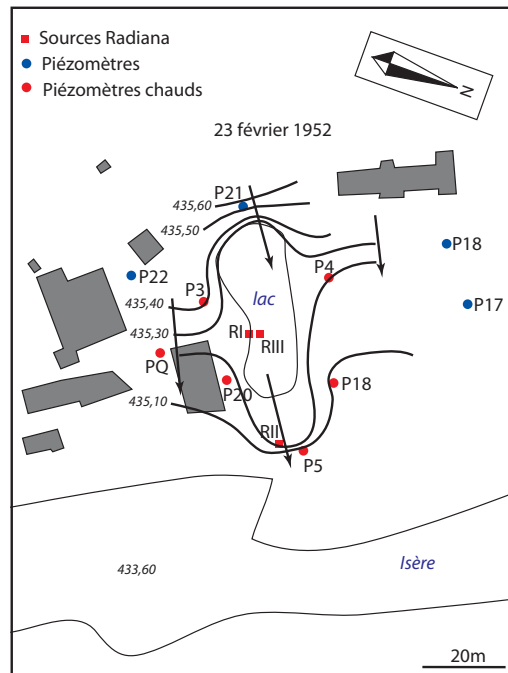 Sources Radiana
Piézomètres
Piézomètres chauds
N
23 février 1952
P21
435,60
435,50
P18
P22
P4
P3
lac
P17
435,40
435,30
RI
RIII
PQ
P20
P18
435,10
RII
P5
Isère
433,60
20m